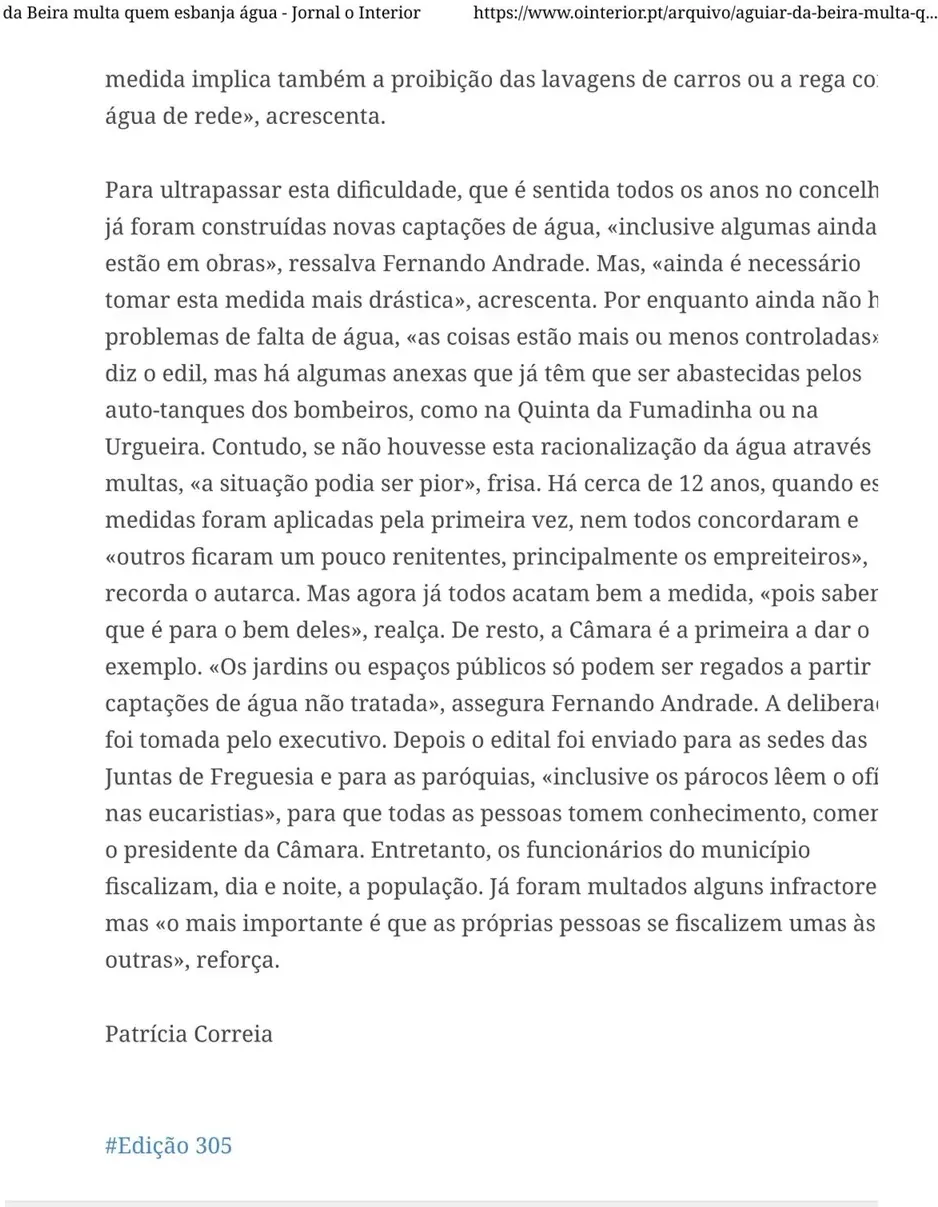 da Beira multa quem esbanja água - Jornal o Interior
https://www.ointerior.pt/arquivo/aguiar-da-beira-multa-q...
medida implica também a proibição das lavagens de carros ou a rega
água de rede», acrescenta.
Para ultrapassar esta dificuldade, que é sentida todos os anos no
já foram construídas novas captações de água, «inclusive algumas ainda
estão em obras», ressalva Fernando Andrade. Mas, «ainda é necessário
tomar esta medida mais drástica», acrescenta. Por enquanto ainda não
problemas de falta de água, «as coisas estão mais ou menos controladas»
diz o edil, mas há algumas anexas que já têm que ser abastecidas pelos
auto-tanques dos bombeiros, como na Quinta da Fumadinha ou na
Urgueira. Contudo, se não houvesse esta racionalização da água através
multas, «a situação podia ser pior», frisa. Há cerca de 12 anos, quando
medidas foram aplicadas pela primeira vez, nem todos concordaram e
«outros ficaram um pouco renitentes, principalmente os empreiteiros»,
recorda o autarca. Mas agora já todos acatam bem a medida, «pois
que é para o bem deles», realça. De resto, a Câmara é a primeira a dar o
exemplo. «Os jardins ou espaços públicos só podem ser regados a partir
captações de água não tratada», assegura Fernando Andrade. A
foi tomada pelo executivo. Depois o edital foi enviado para as sedes das
Juntas de Freguesia e para as paróquias, «inclusive os párocos lêem o
nas eucaristias», para que todas as pessoas tomem conhecimento,
o presidente da Câmara. Entretanto, os funcionários do município
fiscalizam, dia e noite, a população. Já foram multados alguns
mas «o mais importante é que as próprias pessoas se fiscalizem umas às
outras», reforça.
Patrícia Correia
#Edição 305